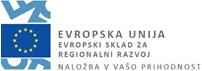 EVROPSKA UNIJA
EVROPSKI SKLAD ZA
REGIONALNI RAZVOJ
NALOŽBA V VAŠO PRIHODNOST